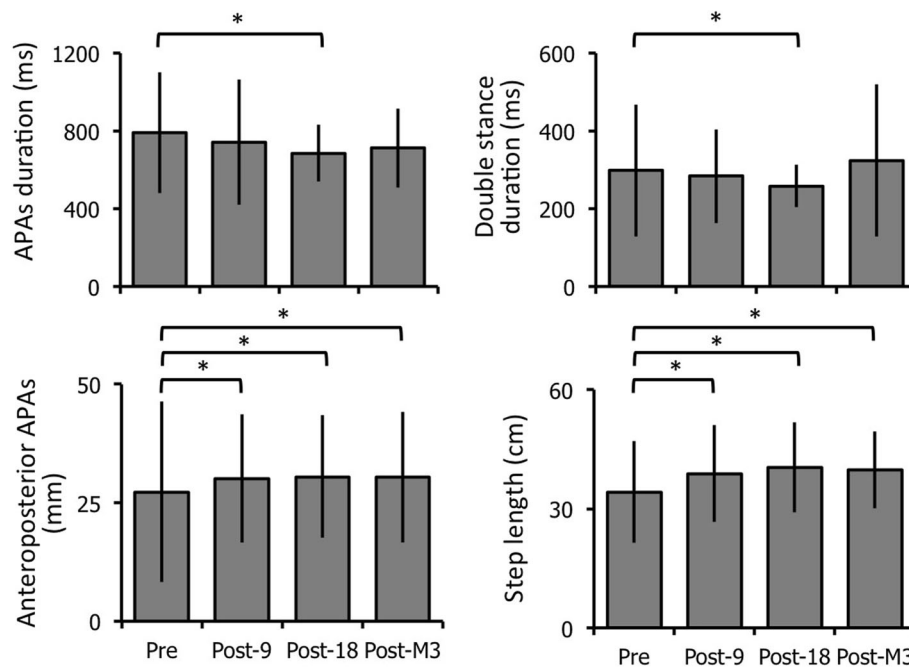 *
1200
800
400
0
APAs duration (ms)
*
600
400
200
0
Double stance
duration (ms)
*
*
*
50
25
0
Anteroposterior APAs
(mm)
Pre Post-9 Post-18 Post-M3
*
*
*
60
30
0
Step length (cm)
Pre Post-9 Post-18 Post-M3